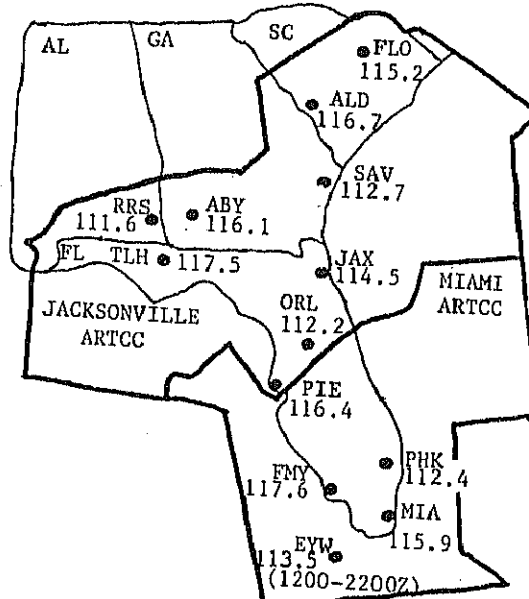 AL
GA
SC
FLO
115.2
ALD
116.7
SAV
112.7
RRS
111.6
ABY
116.1
FL
TLH
117.5
JAX
114.5
MIAMI
ARTCC
JACKSONVILLE
ARTCC
ORL
112.2
PIE
116.4
PHK
112.4
FMY
117.6
MIA
115.9
EYW
113.5
(1200-2200Z)